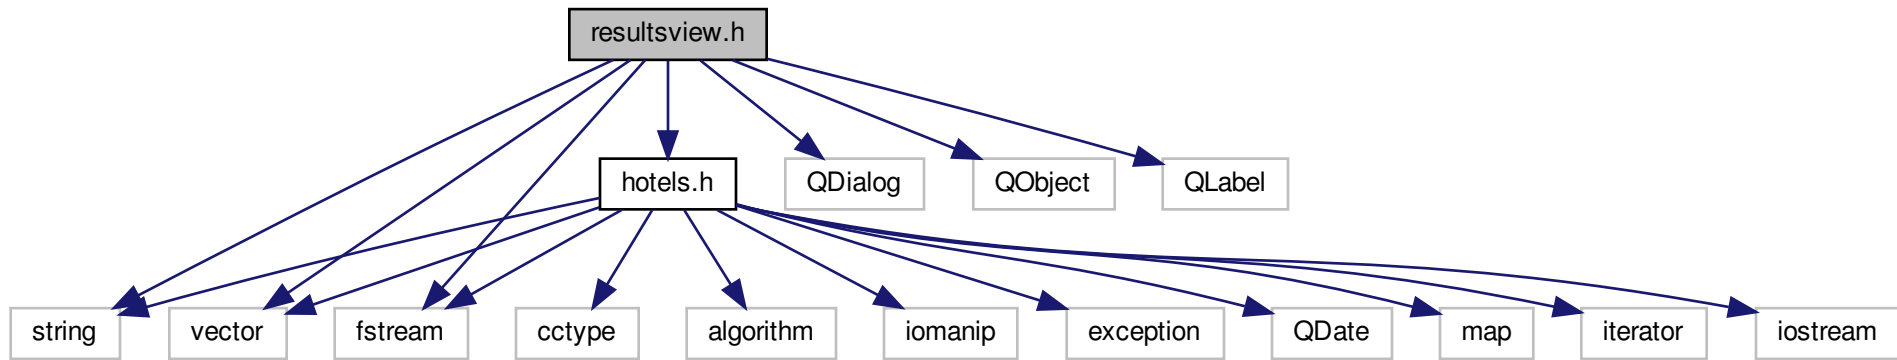 resultsview.h
hotels.h
QDialog
QObject
QLabel
string
vector
fstream
cctype
algorithm
iomanip
exception
QDate
map
iterator
iostream